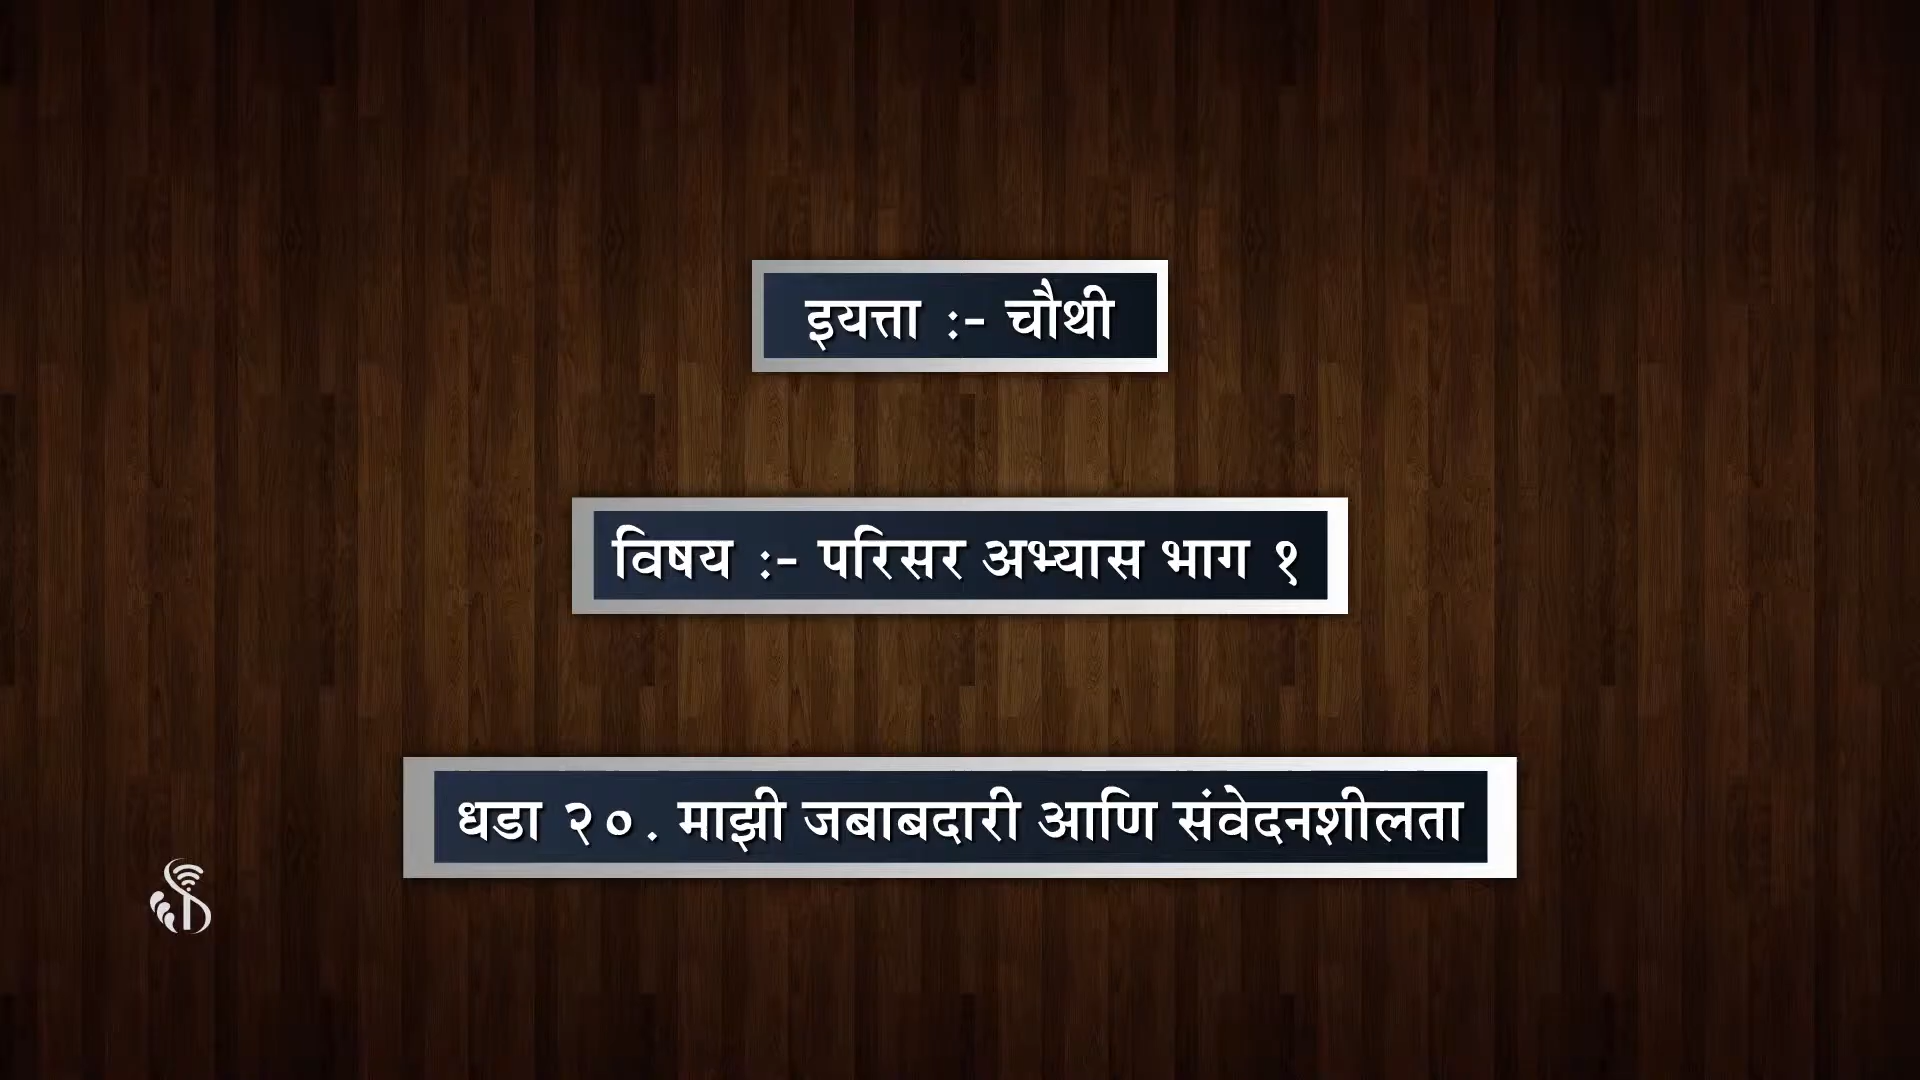 इयत्ता :- चौथी
विषय :- परिसर अभ्यास भाग १
धडा २०. माझी जबाबदारी आणि संवेदनशीलता